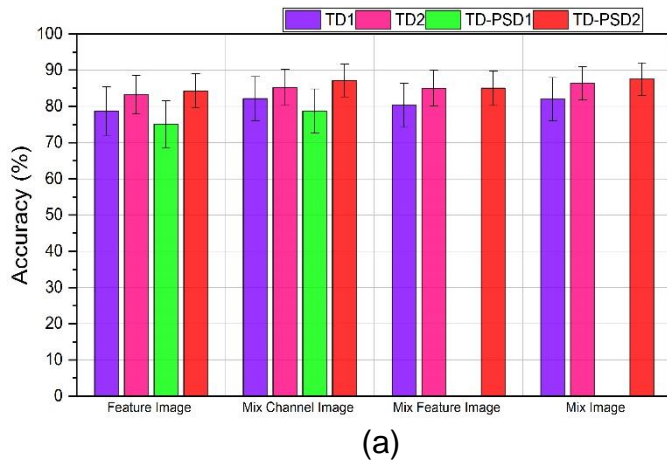 TD1 TD2 TD-PSD1 TD-PSD2
100
90
80
70
60
50
40
30
20
10
0
Accuracy (%)
Feature Image Mix Channel Image Mix Feature Image Mix Image
(a)